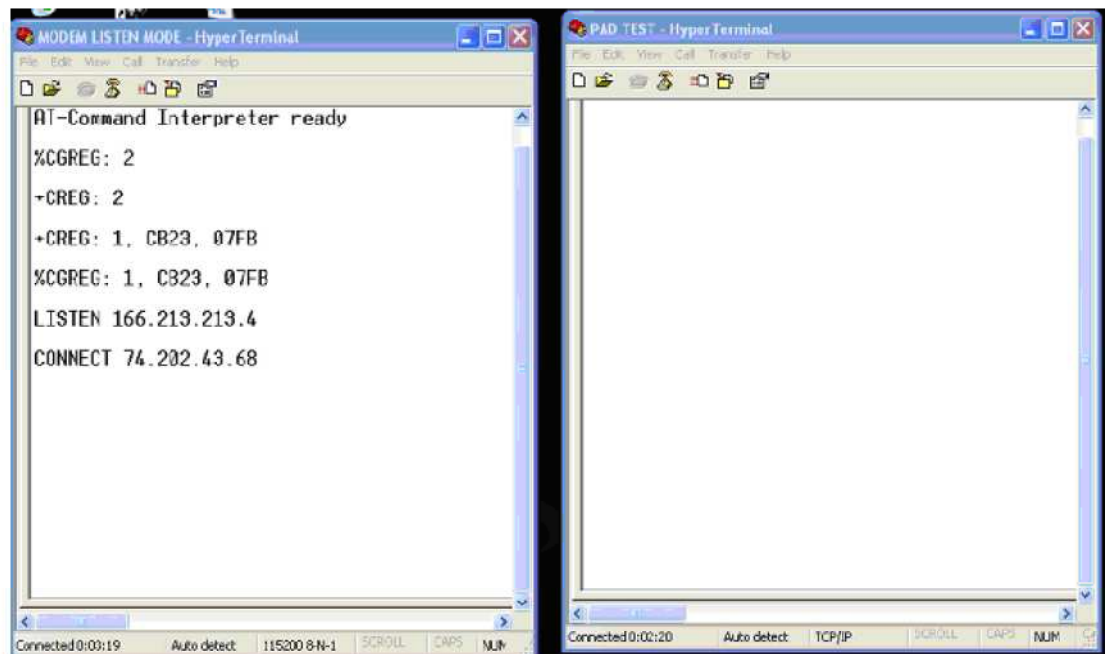 MODEM LISTEN MODE - HyperTerminal
File Edit View Call Transfer Help
AT-Command Interpreter ready
%CGREG: 2
+CREG: 2
+CREG: 1, CB23, 07FB
%CGREG: 1, CB23, 07FB
LISTEN 166.213.213.4
CONNECT 74.202.43.68
Connected 0:03:19 Auto detect 115200 8-N-1 SCROLL CAPS NUM
PAD TEST - HyperTerminal
File Edit View Call Transfer Help
Connected 0:02:20 Auto detect TCP/IP SCROLL CAPS NUM